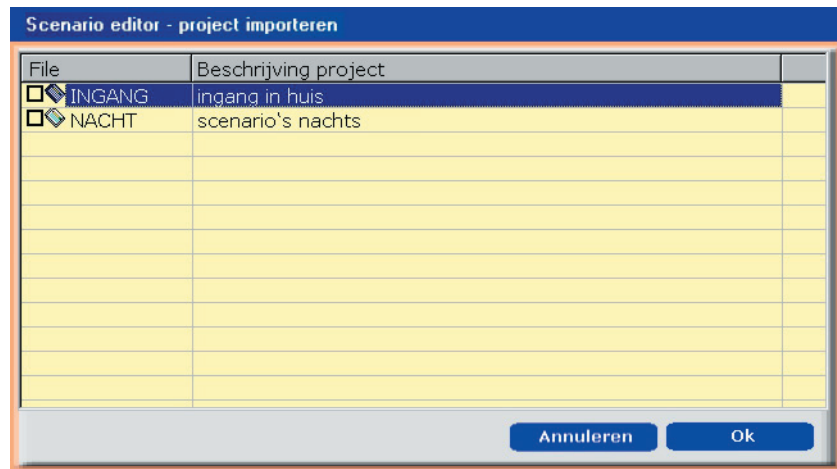 Scenario editor - project importeren
File Beschrijving project
INGANG ingang in huis
NACHT scenario's nachts
Annuleren Ok